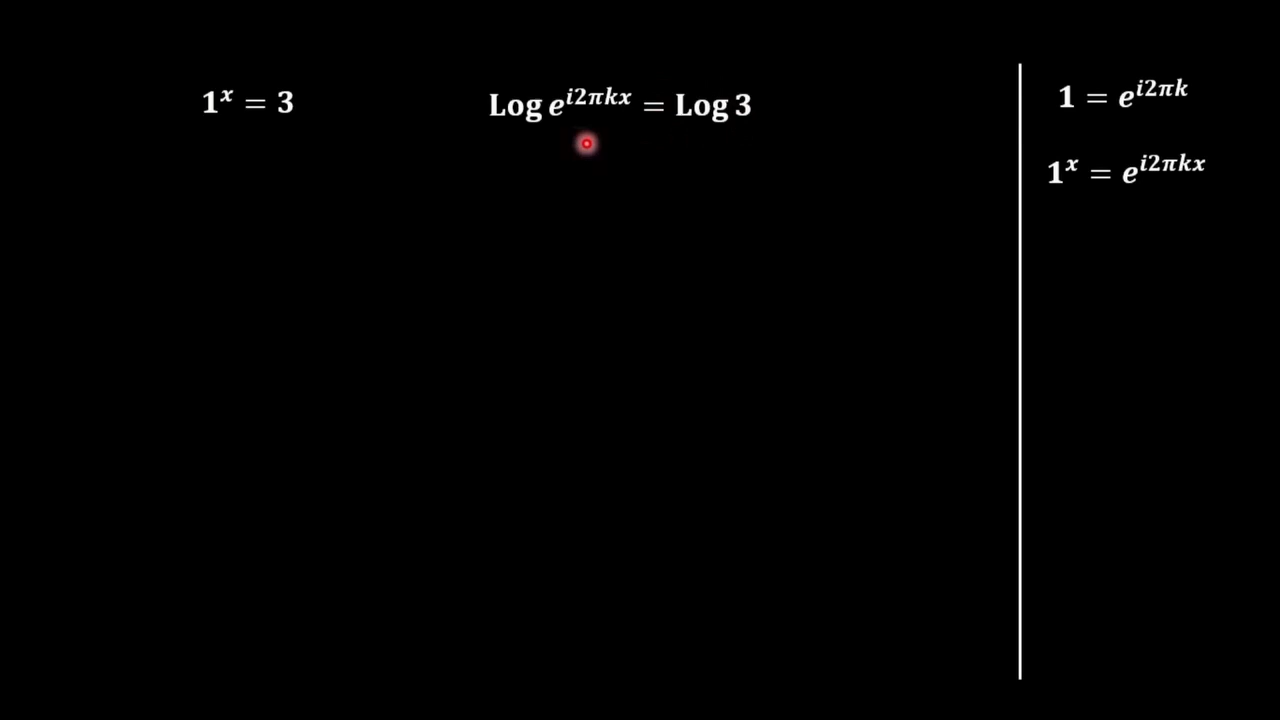 1^x = 3
Log e^{i2πkx} = Log 3
1 = e^{i2πk}
1^x = e^{i2πkx}